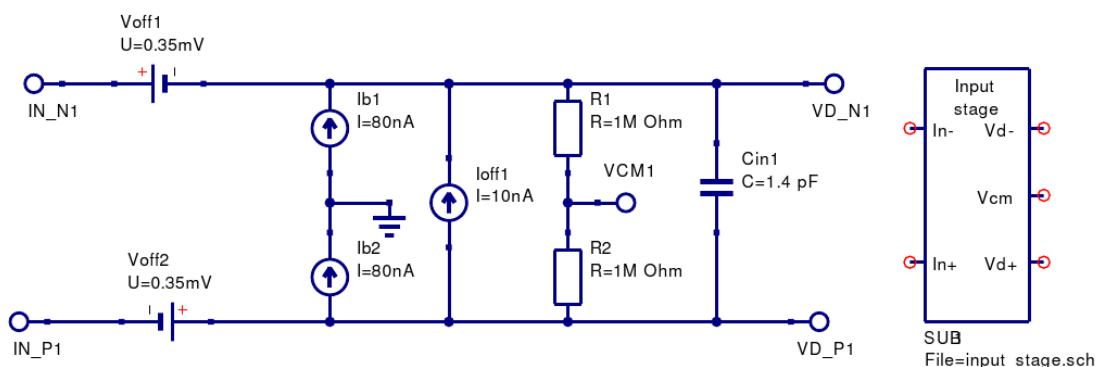 Voff1
U=0.35mV
+
IN_N1
Ib1
I=80nA
Ioff1
I=10nA
R1
R=1M Ohm
VCM1
VD_N1
Cin1
C=1.4 pF
Ib2
I=80nA
R2
R=1M Ohm
Voff2
U=0.35mV
+
IN_P1
VD_P1
Input
stage
In-
Vd-
Vcm
In+
Vd+
File=input_stage.sch